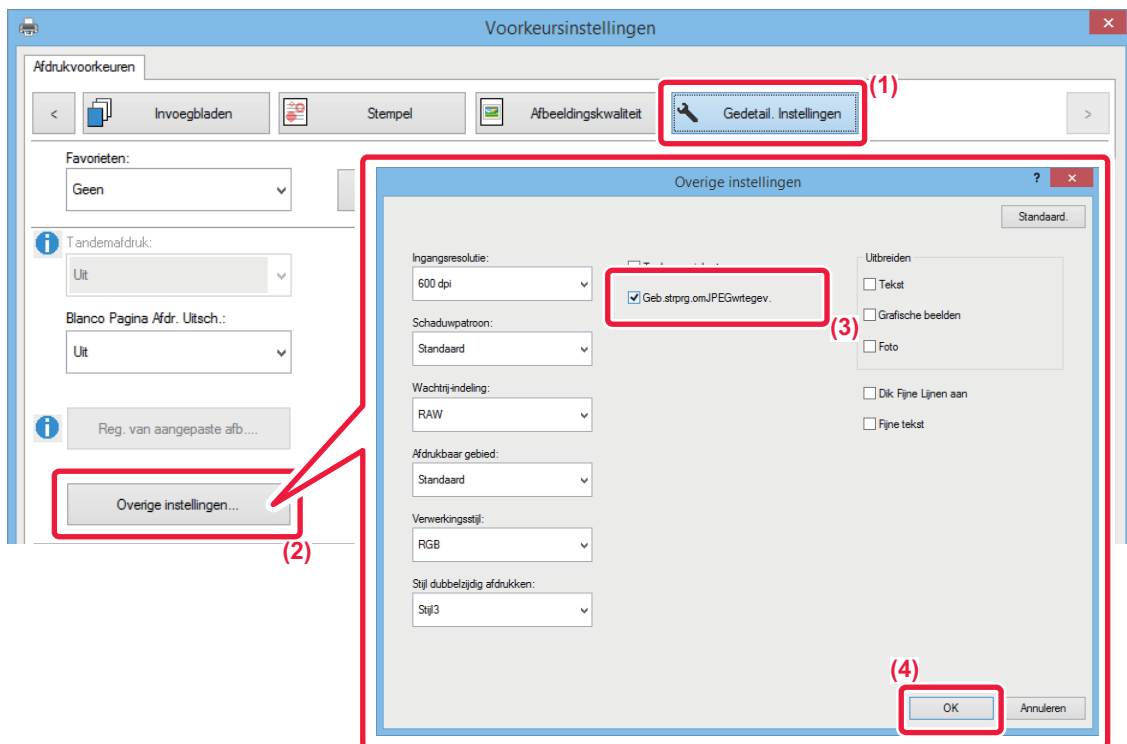 Voorkeursinstellingen
Afdrukvoorkeuren
(1)
< Invoegbladen Stempel Afbeeldingskwaliteit Gedetail. Instellingen >
Favorieten:
Geen
Tandemafdruk:
Uit
Blanco Pagina Afdr. Uitsch.:
Uit
Reg. van aangepaste afb....
Overige instellingen...
(2)
Overige instellingen
?
Standaard.
Ingangsresolutie:
600 dpi
Schaduwpatroon:
Standaard
Wachtrij-indeling:
RAW
Afdrukbaar gebied:
Standaard
Verwerkingsstijl:
RGB
Stijl dubbelzijdig afdrukken:
Stijl3
Geb.strprg.omJPEGwrtegev.
(3)
Uitbreiden
Tekst
Grafische beelden
Foto
Dik Fijne Lijnen aan
Fijne tekst
(4)
OK Annuleren